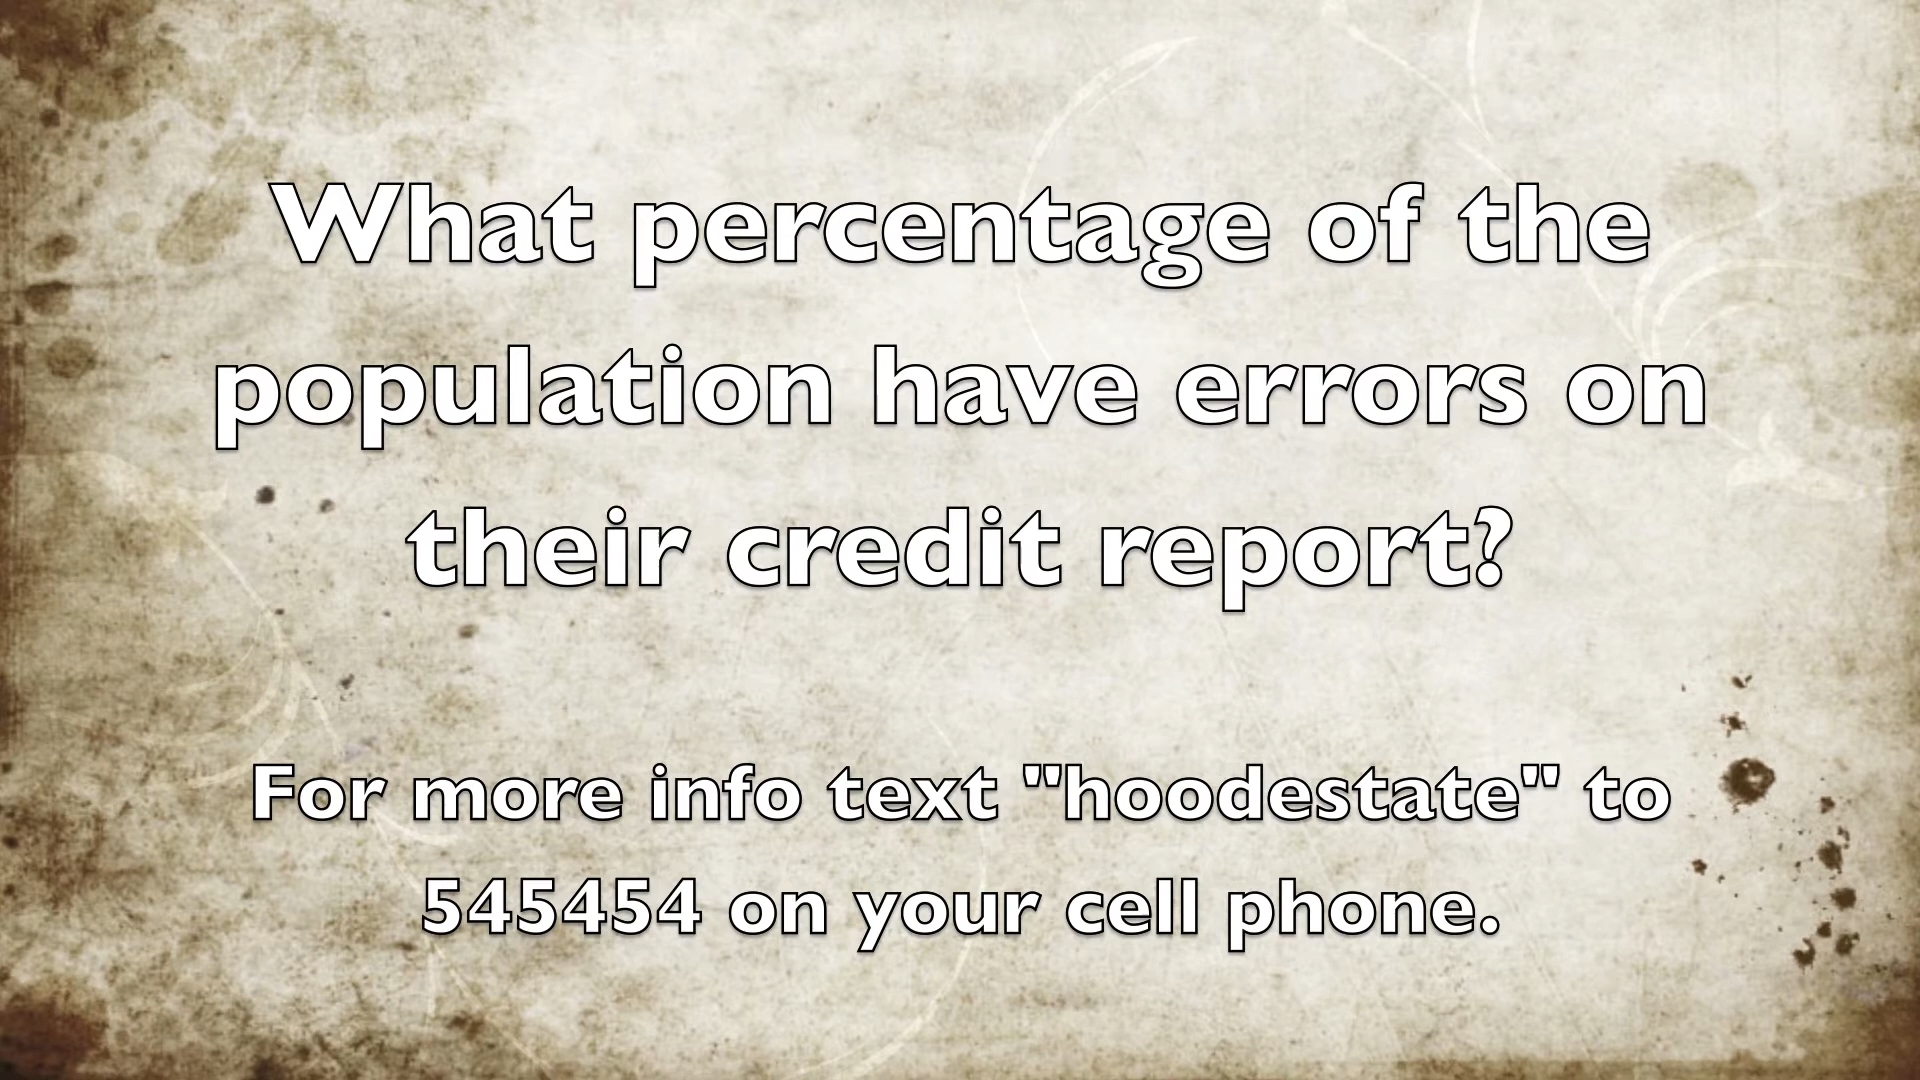 What percentage of the
population have errors on
their credit report?
For more info text "hoodestate" to
545454 on your cell phone.